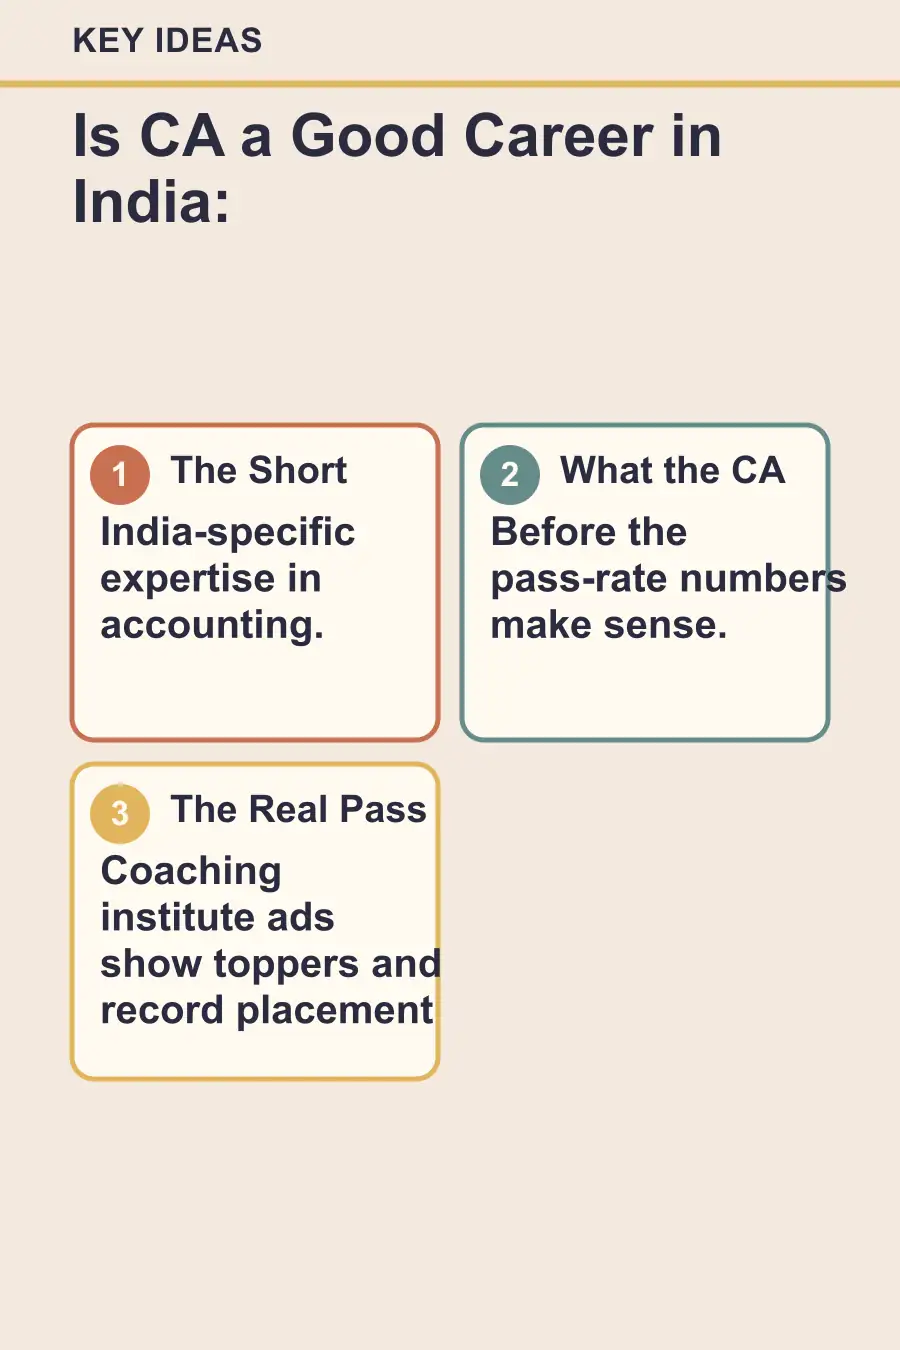 KEY IDEAS
Is CA a Good Career in
India:
1
The Short
India-specific
expertise in
accounting.
2
What the CA
Before the
pass-rate numbers
make sense.
3
The Real Pass
Coaching
institute ads
show toppers and
record placement